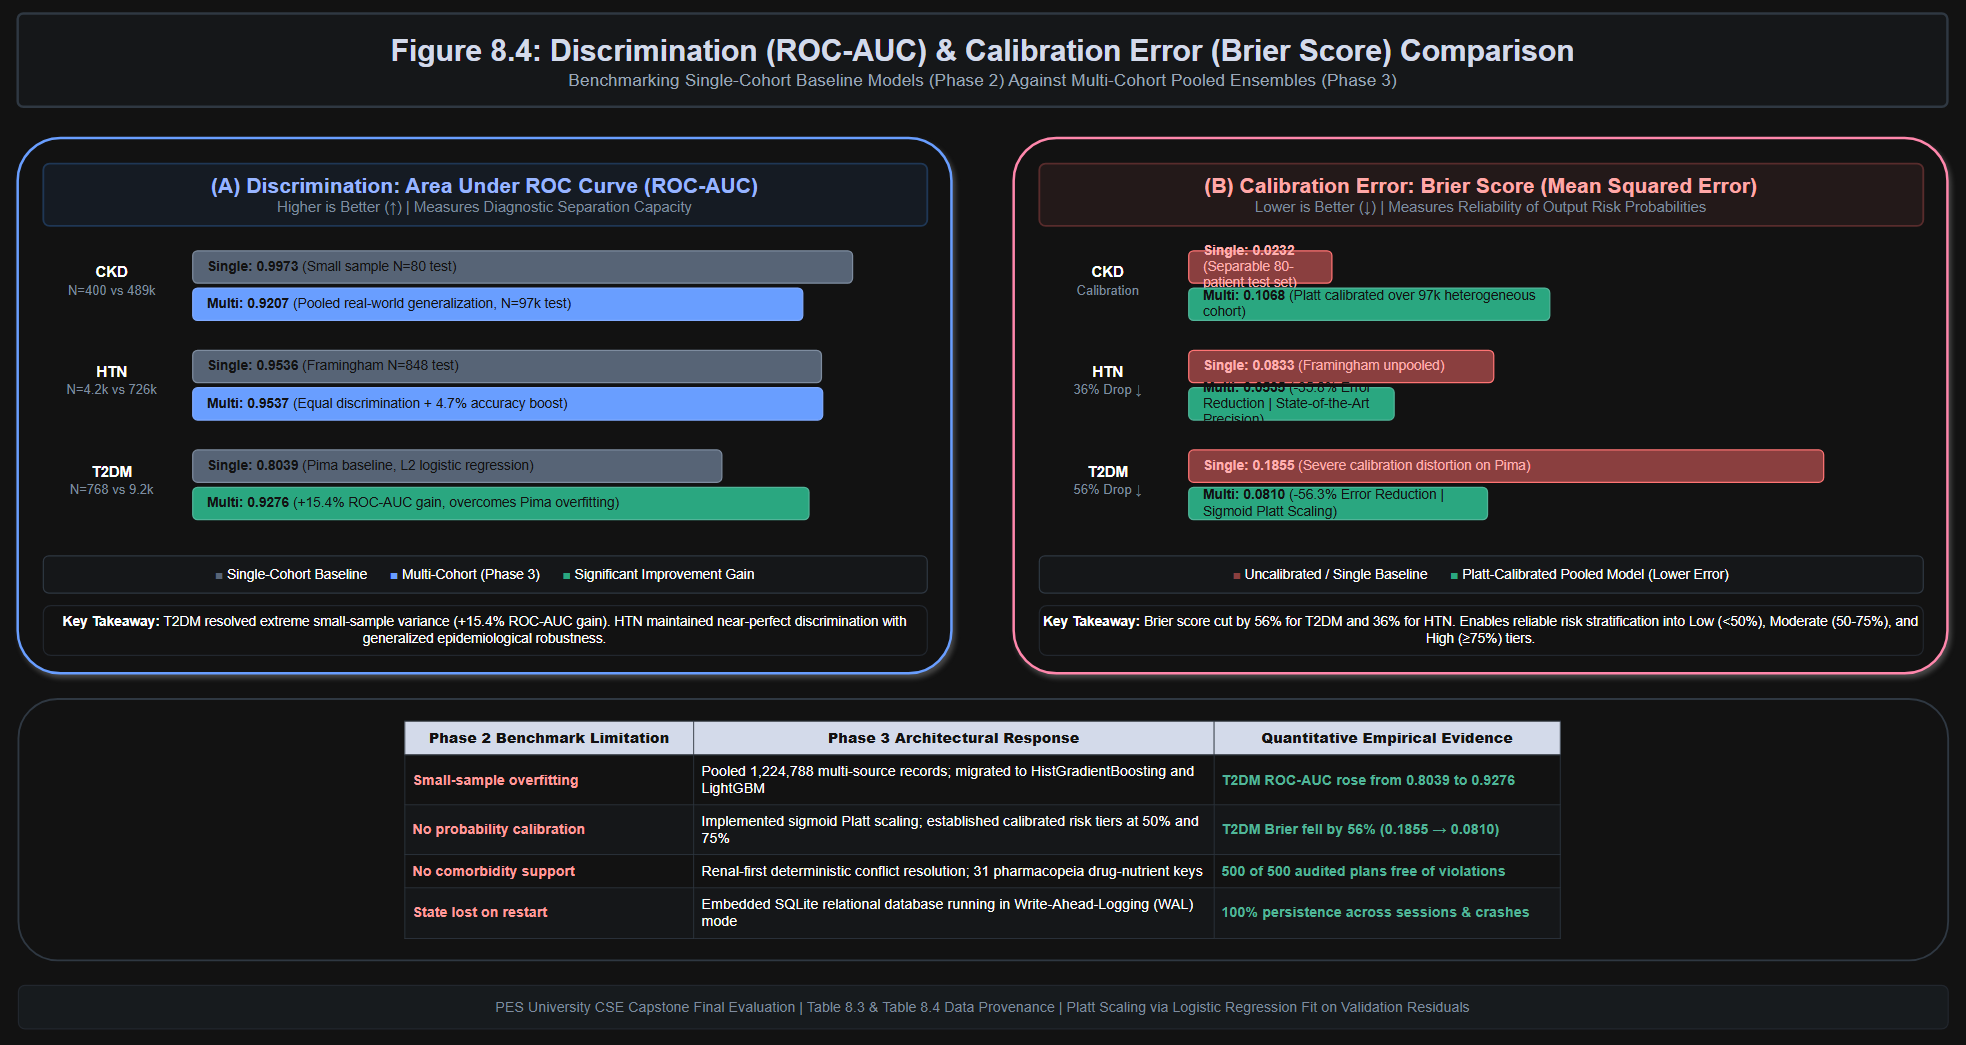 Figure 8.4: Discrimination (ROC-AUC) & Calibration Error (Brier Score) Comparison
Benchmarking Single-Cohort Baseline Models (Phase 2) Against Multi-Cohort Pooled Ensembles (Phase 3)
(A) Discrimination: Area Under ROC Curve (ROC-AUC)
Higher is Better (↑) | Measures Diagnostic Separation Capacity
CKD
N=400 vs 489k
Single: 0.9973 (Small sample N=80 test)
Multi: 0.9207 (Pooled real-world generalization, N=97k test)
HTN
N=4.2k vs 726k
Single: 0.9536 (Framingham N=848 test)
Multi: 0.9537 (Equal discrimination + 4.7% accuracy boost)
T2DM
N=768 vs 9.2k
Single: 0.8039 (Pima baseline, L2 logistic regression)
Multi: 0.9276 (+15.4% ROC-AUC gain, overcomes Pima overfitting)
Single-Cohort Baseline
Multi-Cohort (Phase 3)
Significant Improvement Gain
Key Takeaway: T2DM resolved extreme small-sample variance (+15.4% ROC-AUC gain). HTN maintained near-perfect discrimination with
generalized epidemiological robustness.
(B) Calibration Error: Brier Score (Mean Squared Error)
Lower is Better (↓) | Measures Reliability of Output Risk Probabilities
CKD
Calibration
Single: 0.0232
(Separable 80-
patient test set)
Multi: 0.1068 (Platt calibrated over 97k heterogeneous
cohort)
HTN
36% Drop ↓
Single: 0.0833 (Framingham unpooled)
Multi: 0.0535 (-35.8% Error
Reduction | State-of-the-Art
Precision)
T2DM
56% Drop ↓
Single: 0.1855 (Severe calibration distortion on Pima)
Multi: 0.0810 (-56.3% Error Reduction |
Sigmoid Platt Scaling)
Uncalibrated / Single Baseline
Platt-Calibrated Pooled Model (Lower Error)
Key Takeaway: Brier score cut by 56% for T2DM and 36% for HTN. Enables reliable risk stratification into Low (<50%), Moderate (50-75%), and
High (≥75%) tiers.
Phase 2 Benchmark Limitation
Phase 3 Architectural Response
Quantitative Empirical Evidence
Small-sample overfitting
Pooled 1,224,788 multi-source records; migrated to HistGradientBoosting and
LightGBM
T2DM ROC-AUC rose from 0.8039 to 0.9276
No probability calibration
Implemented sigmoid Platt scaling; established calibrated risk tiers at 50% and
75%
T2DM Brier fell by 56% (0.1855 → 0.0810)
No comorbidity support
Renal-first deterministic conflict resolution; 31 pharmacopeia drug-nutrient keys
500 of 500 audited plans free of violations
State lost on restart
Embedded SQLite relational database running in Write-Ahead-Logging (WAL)
mode
100% persistence across sessions & crashes
PES University CSE Capstone Final Evaluation | Table 8.3 & Table 8.4 Data Provenance | Platt Scaling via Logistic Regression Fit on Validation Residuals